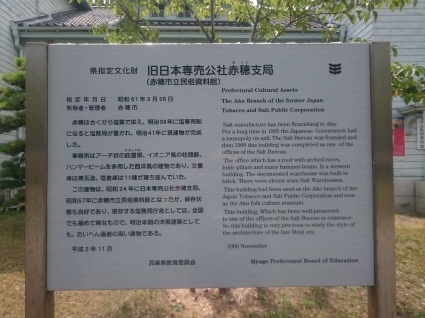 県指定文化財 旧日本専売公社赤穂支局
(赤穂市立民俗資料館)
指定年月日 昭和61年3月25日
所有者・管理者 赤穂市
赤穂は古くから塩業で栄え、明治38年に塩専売制
になると塩務局が置かれ、明治41年に現建物が完成
した。
事務所はアーチ状の
、イオニア風の柱頭飾、
ハンマービームを多用した西洋風の建物であり、文書
庫は煉瓦造、塩倉庫は11棟が建ち並んでいた。
この建物は、昭和24年に日本専売公社赤穂支局、
昭和57年に赤穂市立民俗資料館となったが、保存状
態も良好であり、現存する塩務局庁舎としては、全国
でも極めて稀なもので、明治末期の洋風建築として
も、たいへん価値の高い建物である。
平成2年11月
兵庫県教育委員会
Prefectural Cultural Assets
The Ako Branch of the former Japan
Tobacco and Salt Public Corporation
Salt manufacture has been flourishing in Ako
For a long time in 1905 the Japanese Government had
a monopoly on salt. The Salt Bureau was founded and
then 1908 this building was completed as one of the
offices of the Salt Bureau.
The office which has a roof with arched eaves,
Ionic pillars and many hammer-beams, is a western
building. The documented warehouse was built in
brick. There were eleven ware Salt Warehouses.
This building had been used as the Ako branch of the
Japan Tobacco and Salt Public Corporation and now
as the Ako folk culture museum.
This building. Which has been well-preserved,
is one of the offices of the Salt Bureau in existence.
So this building is very precious to study the style of
the architecture of the late Meiji era.
1990 November
Hyogo Prefectural Board of Education